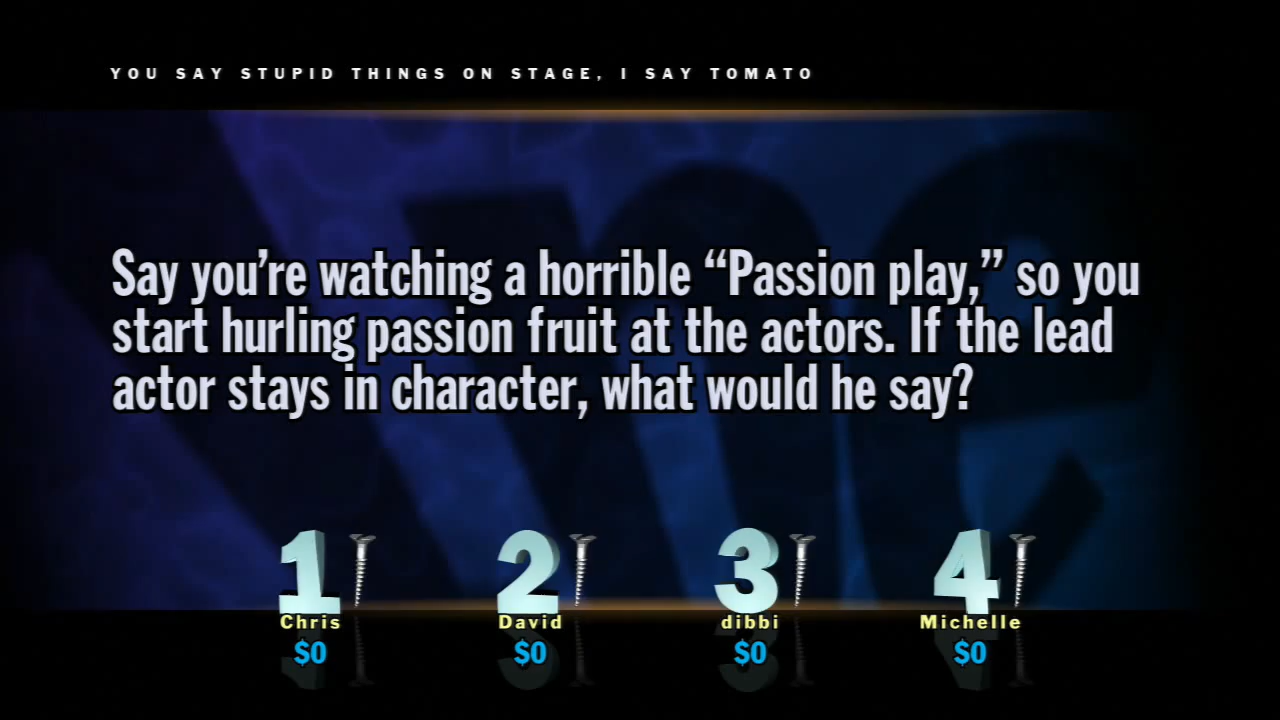 YOU SAY STUPID THINGS ON STAGE, I SAY TOMATO
Say you're watching a horrible “Passion play,” so you
start hurling passion fruit at the actors. If the lead
actor stays in character, what would he say?
1 2 3 4
Chris David dibbi Michelle
$0 $0 $0 $0